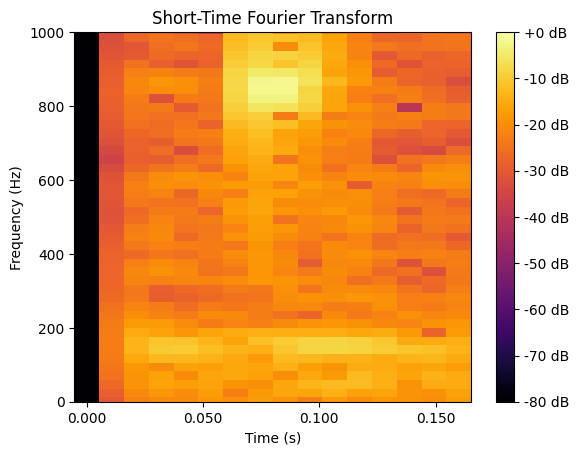 Short-Time Fourier Transform
1000
800
600
400
200
0
Frequency (Hz)
0.000
0.050
0.100
0.150
Time (s)
+0 dB
-10 dB
-20 dB
-30 dB
-40 dB
-50 dB
-60 dB
-70 dB
-80 dB